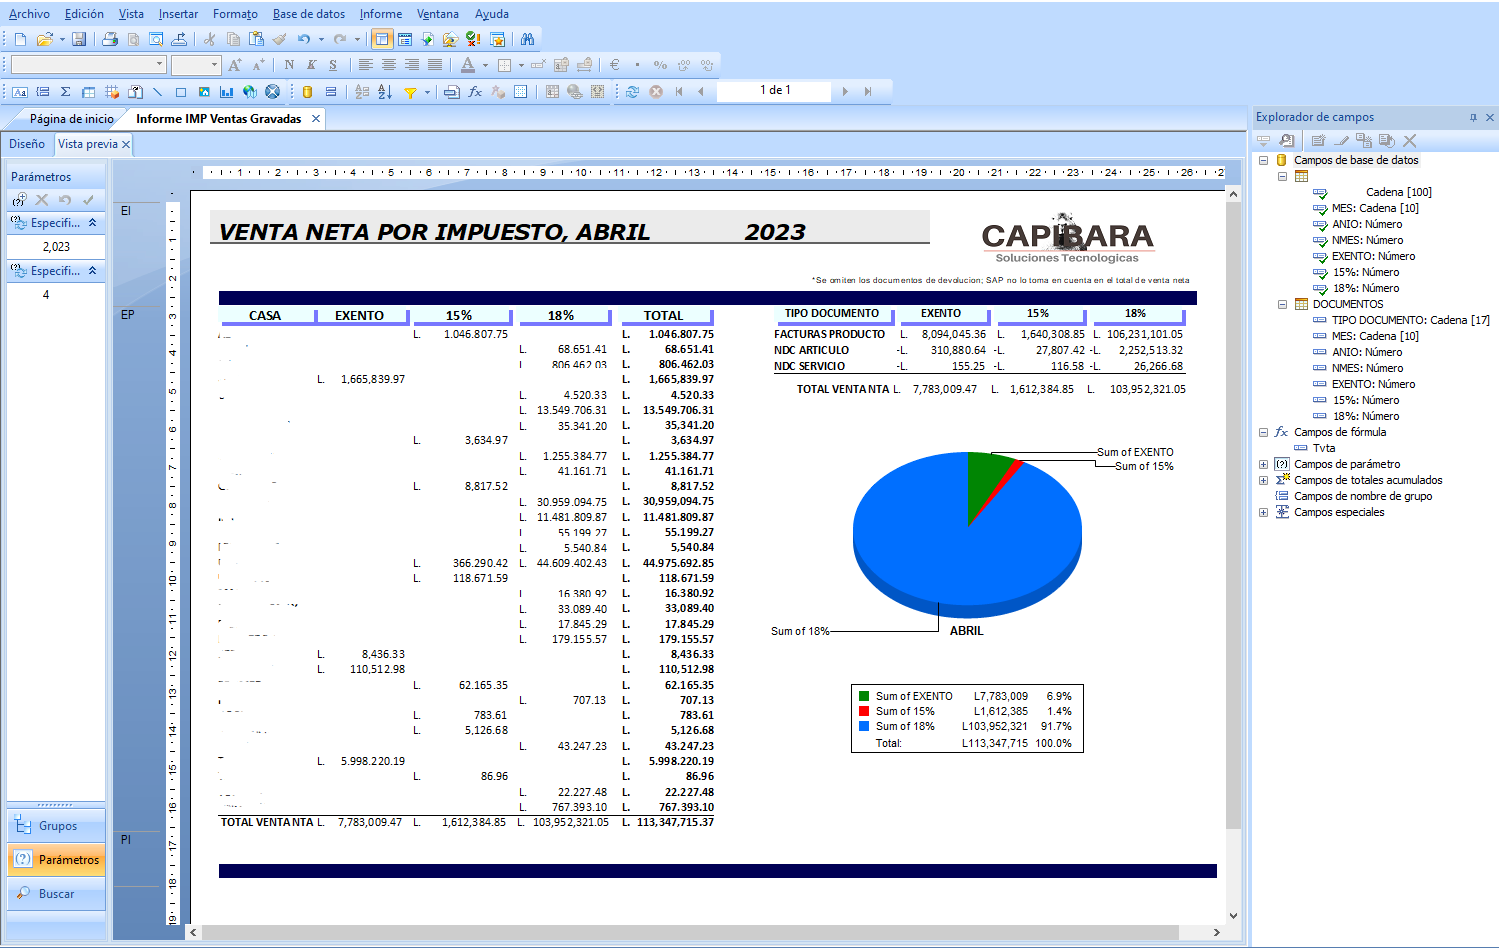 Archivo Edición Vista Insertar Formato Base de datos Informe Ventana Ayuda
N K S
1 de 1
Página de inicio
Informe IMP Ventas Gravadas
Diseño
Vista previa
Parámetros
Especifi...
2,023
Especifi...
4
Grupos
Parámetros
Buscar
EI
EP
PI
VENTA NETA POR IMPUESTO, ABRIL 2023
CAPIBARA
Soluciones Tecnologicas
*Se omiten los documentos de devolucion; SAP no lo toma en cuenta en el total de venta neta
CASA EXENTO 15% 18% TOTAL
L. 1.046.807.75 L. 1.046.807.75
L. 68.651.41 L. 68.651.41
L. 806.462.03 L. 806.462.03
L. 1,665,839.97 L. 1,665,839.97
L. 4.520.33 L. 4.520.33
L. 13.549.706.31 L. 13.549.706.31
L. 35,341.20 L. 35,341.20
L. 3,634.97 L. 3,634.97
L. 1.255.384.77 L. 1.255.384.77
L. 41.161.71 L. 41.161.71
L. 8,817.52 L. 8,817.52
L. 30,959,094.75 L. 30,959,094.75
L. 11.481.809.87 L. 11.481.809.87
L. 55.199.27 L. 55.199.27
L. 5.540.84 L. 5,540.84
L. 366.290.42 L. 44.609.402.43 L. 44.975.692.85
L. 118.671.59 L. 118.671.59
L. 16.380.92 L. 16.380.92
L. 33.089.40 L. 33,089.40
L. 17.845.29 L. 17.845.29
L. 179.155.57 L. 179.155.57
L. 8,436.33 L. 8,436.33
L. 110,512.98 L. 110,512.98
L. 62.165.35 L. 62.165.35
L. 707.13 L. 707.13
L. 783.61 L. 783.61
L. 5,126.68 L. 5,126.68
L. 43.247.23 L. 43.247.23
L. 5.998.220.19 L. 5.998.220.19
L. 86.96 L. 86.96
L. 22.227.48 L. 22.227.48
L. 767.393.10 L. 767.393.10
TOTAL VENTA NTA L. 7,783,009.47 L. 1,612,384.85 L. 103,952,321.05 L. 113,347,715.37
TIPO DOCUMENTO EXENTO 15% 18%
FACTURAS PRODUCTO L. 8,094,045.36 L. 1,640,308.85 L. 106,231,101.05
NDC ARTICULO -L. 310,880.64 -L. 27,807.42 -L. 2,252,513.32
NDC SERVICIO -L. 155.25 -L. 116.58 -L. 26,266.68
TOTAL VENTA NTA L. 7,783,009.47 L. 1,612,384.85 L. 103,952,321.05
Sum of EXENTO
Sum of 15%
Sum of 18%
ABRIL
Sum of EXENTO L7,783,009 6.9%
Sum of 15% L1,612,385 1.4%
Sum of 18% L103,952,321 91.7%
Total: L113,347,715 100.0%
Explorador de campos
Campos de base de datos
Cadena [100]
MES: Cadena [10]
ANIO: Número
NMES: Número
EXENTO: Número
15%: Número
18%: Número
DOCUMENTOS
TIPO DOCUMENTO: Cadena [17]
MES: Cadena [10]
ANIO: Número
NMES: Número
EXENTO: Número
15%: Número
18%: Número
Campos de fórmula
Tvta
Campos de parámetro
Campos de totales acumulados
Campos de nombre de grupo
Campos especiales